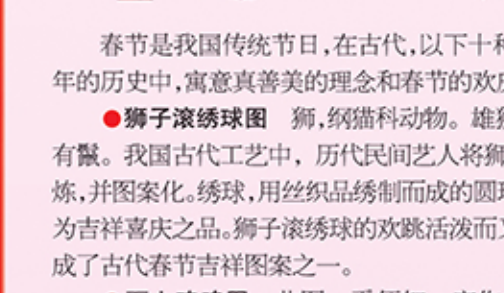 春节是我国传统节日,在古代,以下十
年的历史中,寓意真善美的理念和春节的欢
●狮子滚绣球图 狮,纲猫科动物。雄
有鬣。我国古代工艺中,历代民间艺人将狮
炼,并图案化。绣球,用丝织品绣制而成的圆
为吉祥喜庆之品。狮子滚绣球的欢跳活泼而
成了古代春节吉祥图案之一。